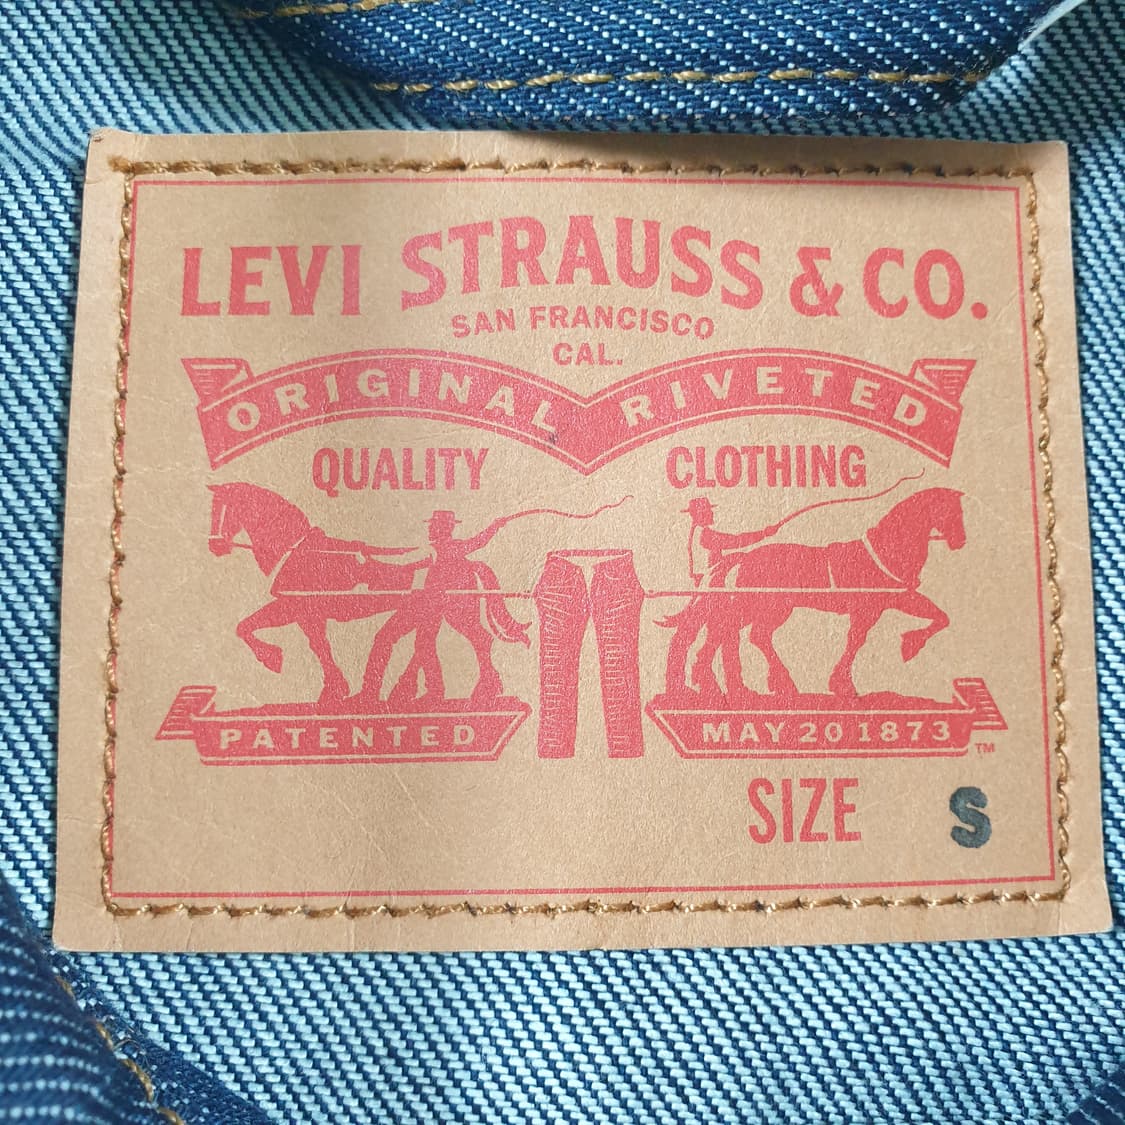 LEVI STRAUSS & CO.
SAN FRANCISCO
CAL.
ORIGINAL RIVETED
QUALITY CLOTHING
PATENTED MAY 20 1873 TM
SIZE S